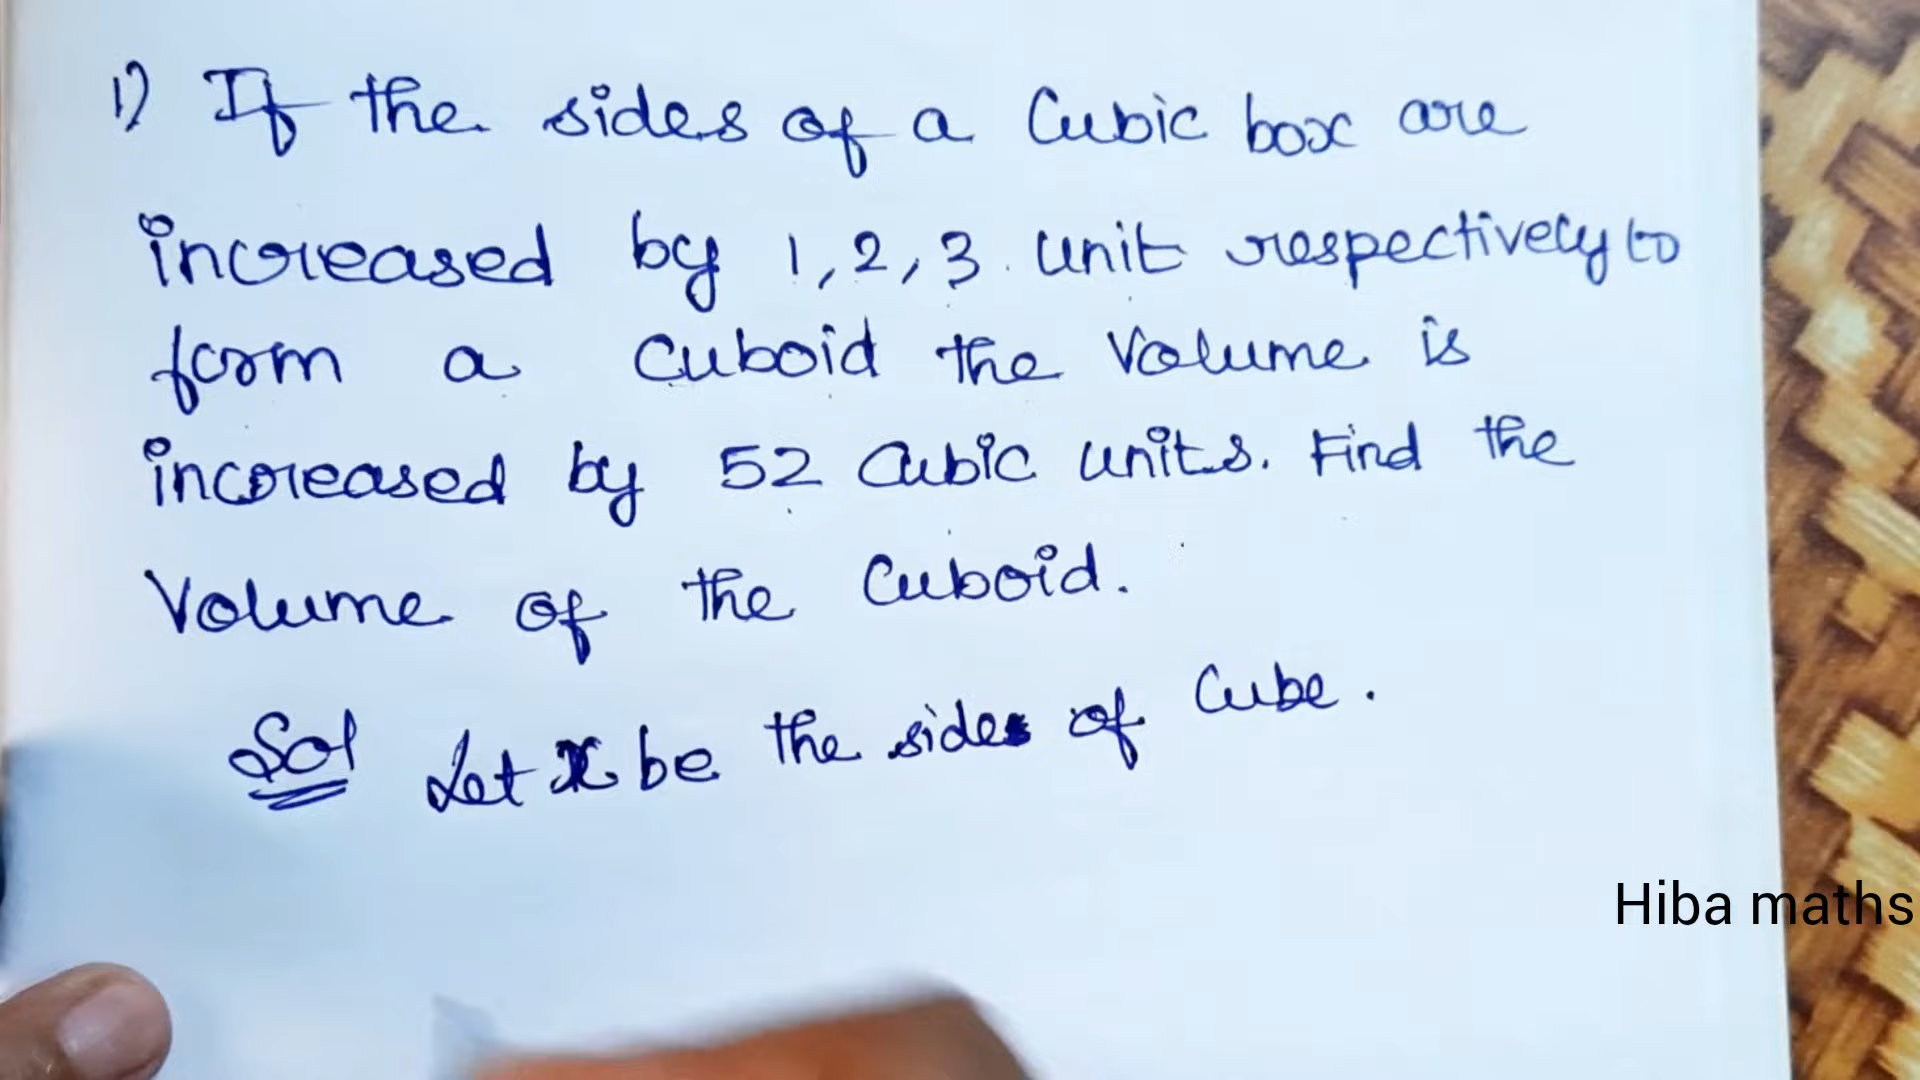 1) If the sides of a Cubic box are
increased by 1, 2, 3 unit respectively to
form a Cuboid the Volume is
increased by 52 Cubic units. Find the
Volume of the Cuboid.
Sol Let x be the sides of Cube.
Hiba maths